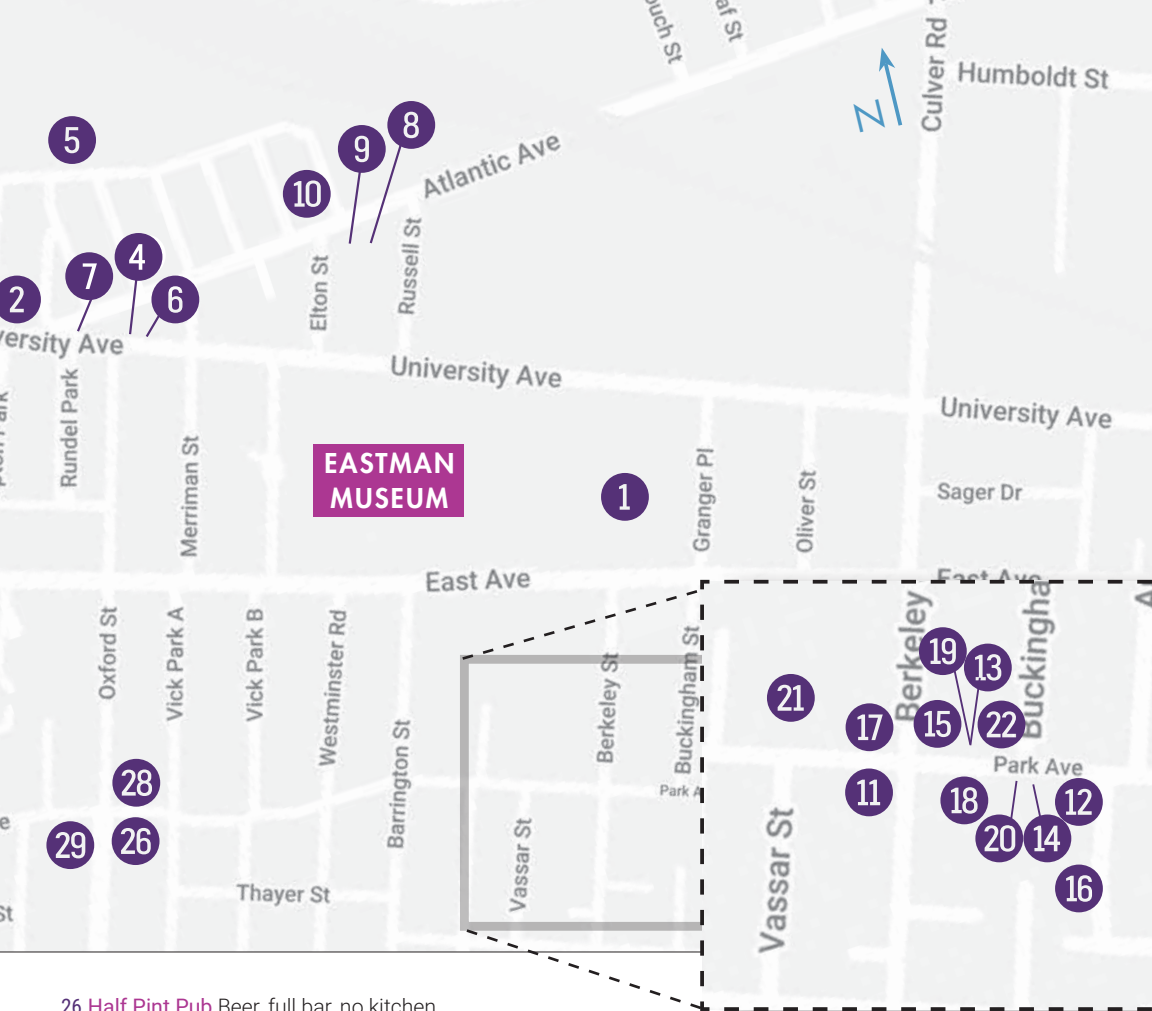 Culver Rd
Humboldt St
N
5
9
8
10
Atlantic Ave
4
7
6
2
Elton St
Russell St
University Ave
University Ave
University Ave
Rundel Park
Merriman St
EASTMAN
MUSEUM
1
Granger Pl
Oliver St
Sager Dr
East Ave
East Ave
Oxford St
Vick Park A
Vick Park B
Westminster Rd
Barrington St
Berkeley St
Buckingham St
Park A
Vassar St
Thayer St
28
29
26
Berkeley
Buckingha
19
13
21
17
15
22
Park Ave
11
18
12
20
14
16
Vassar St
26 Half Pint Pub Beer, full bar, no kitchen